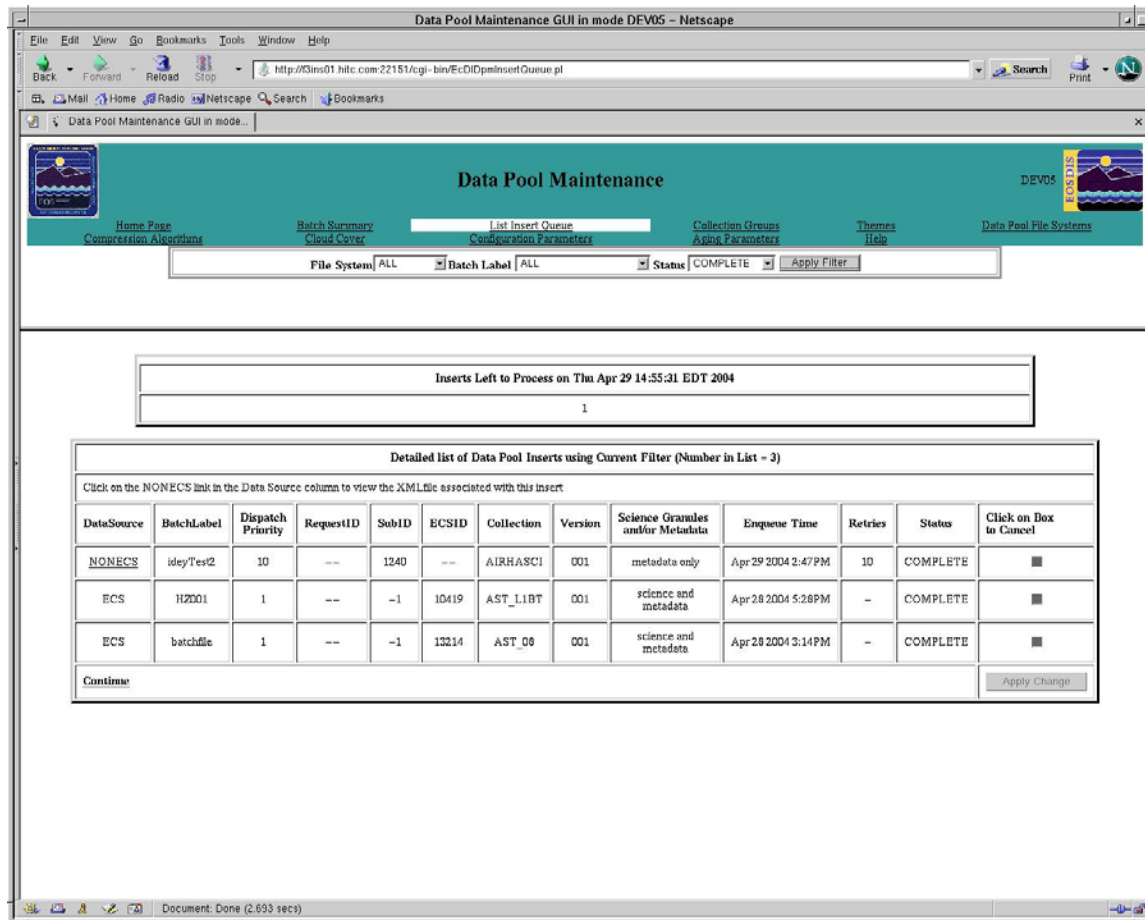 Data Pool Maintenance GUI in mode DEV05 – Netscape
File Edit View Go Bookmarks Tools Window Help
Back Forward Reload Stop http://f3ins01.hitc.com:22151/cgi-bin/EcDlDpmInsertQueue.pl Search Print N
Mail Home Radio Netscape Search Bookmarks
Data Pool Maintenance GUI in mode...
EOS Data Pool Maintenance DEV05 EOSDIS
Home Page Batch Summary List Insert Queue Collection Groups Themes Data Pool File Systems
Compression Algorithms Cloud Cover Configuration Parameters Aging Parameters Help
File System ALL Batch Label ALL Status COMPLETE Apply Filter
Inserts Left to Process on Thu Apr 29 14:55:31 EDT 2004
1
Detailed list of Data Pool Inserts using Current Filter (Number in List = 3)
Click on the NONECS link in the Data Source column to view the XMLfile associated with this insert
DataSource BatchLabel Dispatch Priority RequestID SubID ECSID Collection Version Science Granules and/or Metadata Enqueue Time Retries Status Click on Box to Cancel
NONECS ideyTest2 10 -- 1240 -- AIRHASCI 001 metadata only Apr 29 2004 2:47PM 10 COMPLETE
ECS HZ001 1 -- -1 10419 AST_L1BT 001 science and metadata Apr 28 2004 5:28PM - COMPLETE
ECS batchfile 1 -- -1 13214 AST_08 001 science and metadata Apr 28 2004 3:14PM - COMPLETE
Continue Apply Change
Document: Done (2.693 secs)